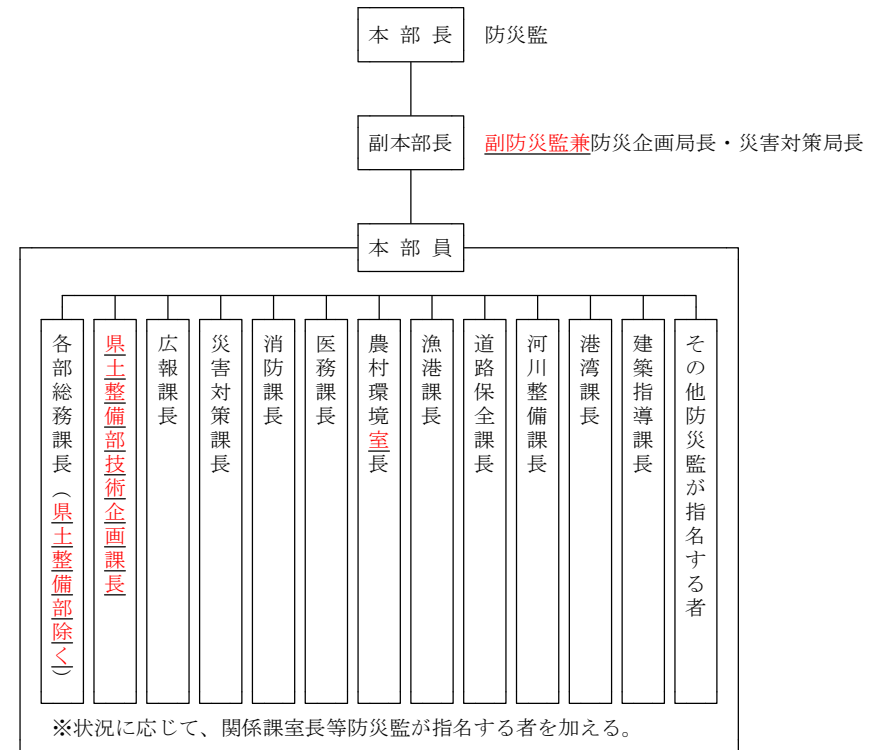 本 部 長
防災監
副本部長
副防災監兼防災企画局長・災害対策局長
本 部 員
各部総務課長（県土整備部除く）
県土整備部技術企画課長
広報課長
災害対策課長
消防課長
医務課長
農村環境室長
漁港課長
道路保全課長
河川整備課長
港湾課長
建築指導課長
その他防災監が指名する者
※状況に応じて、関係課室長等防災監が指名する者を加える。